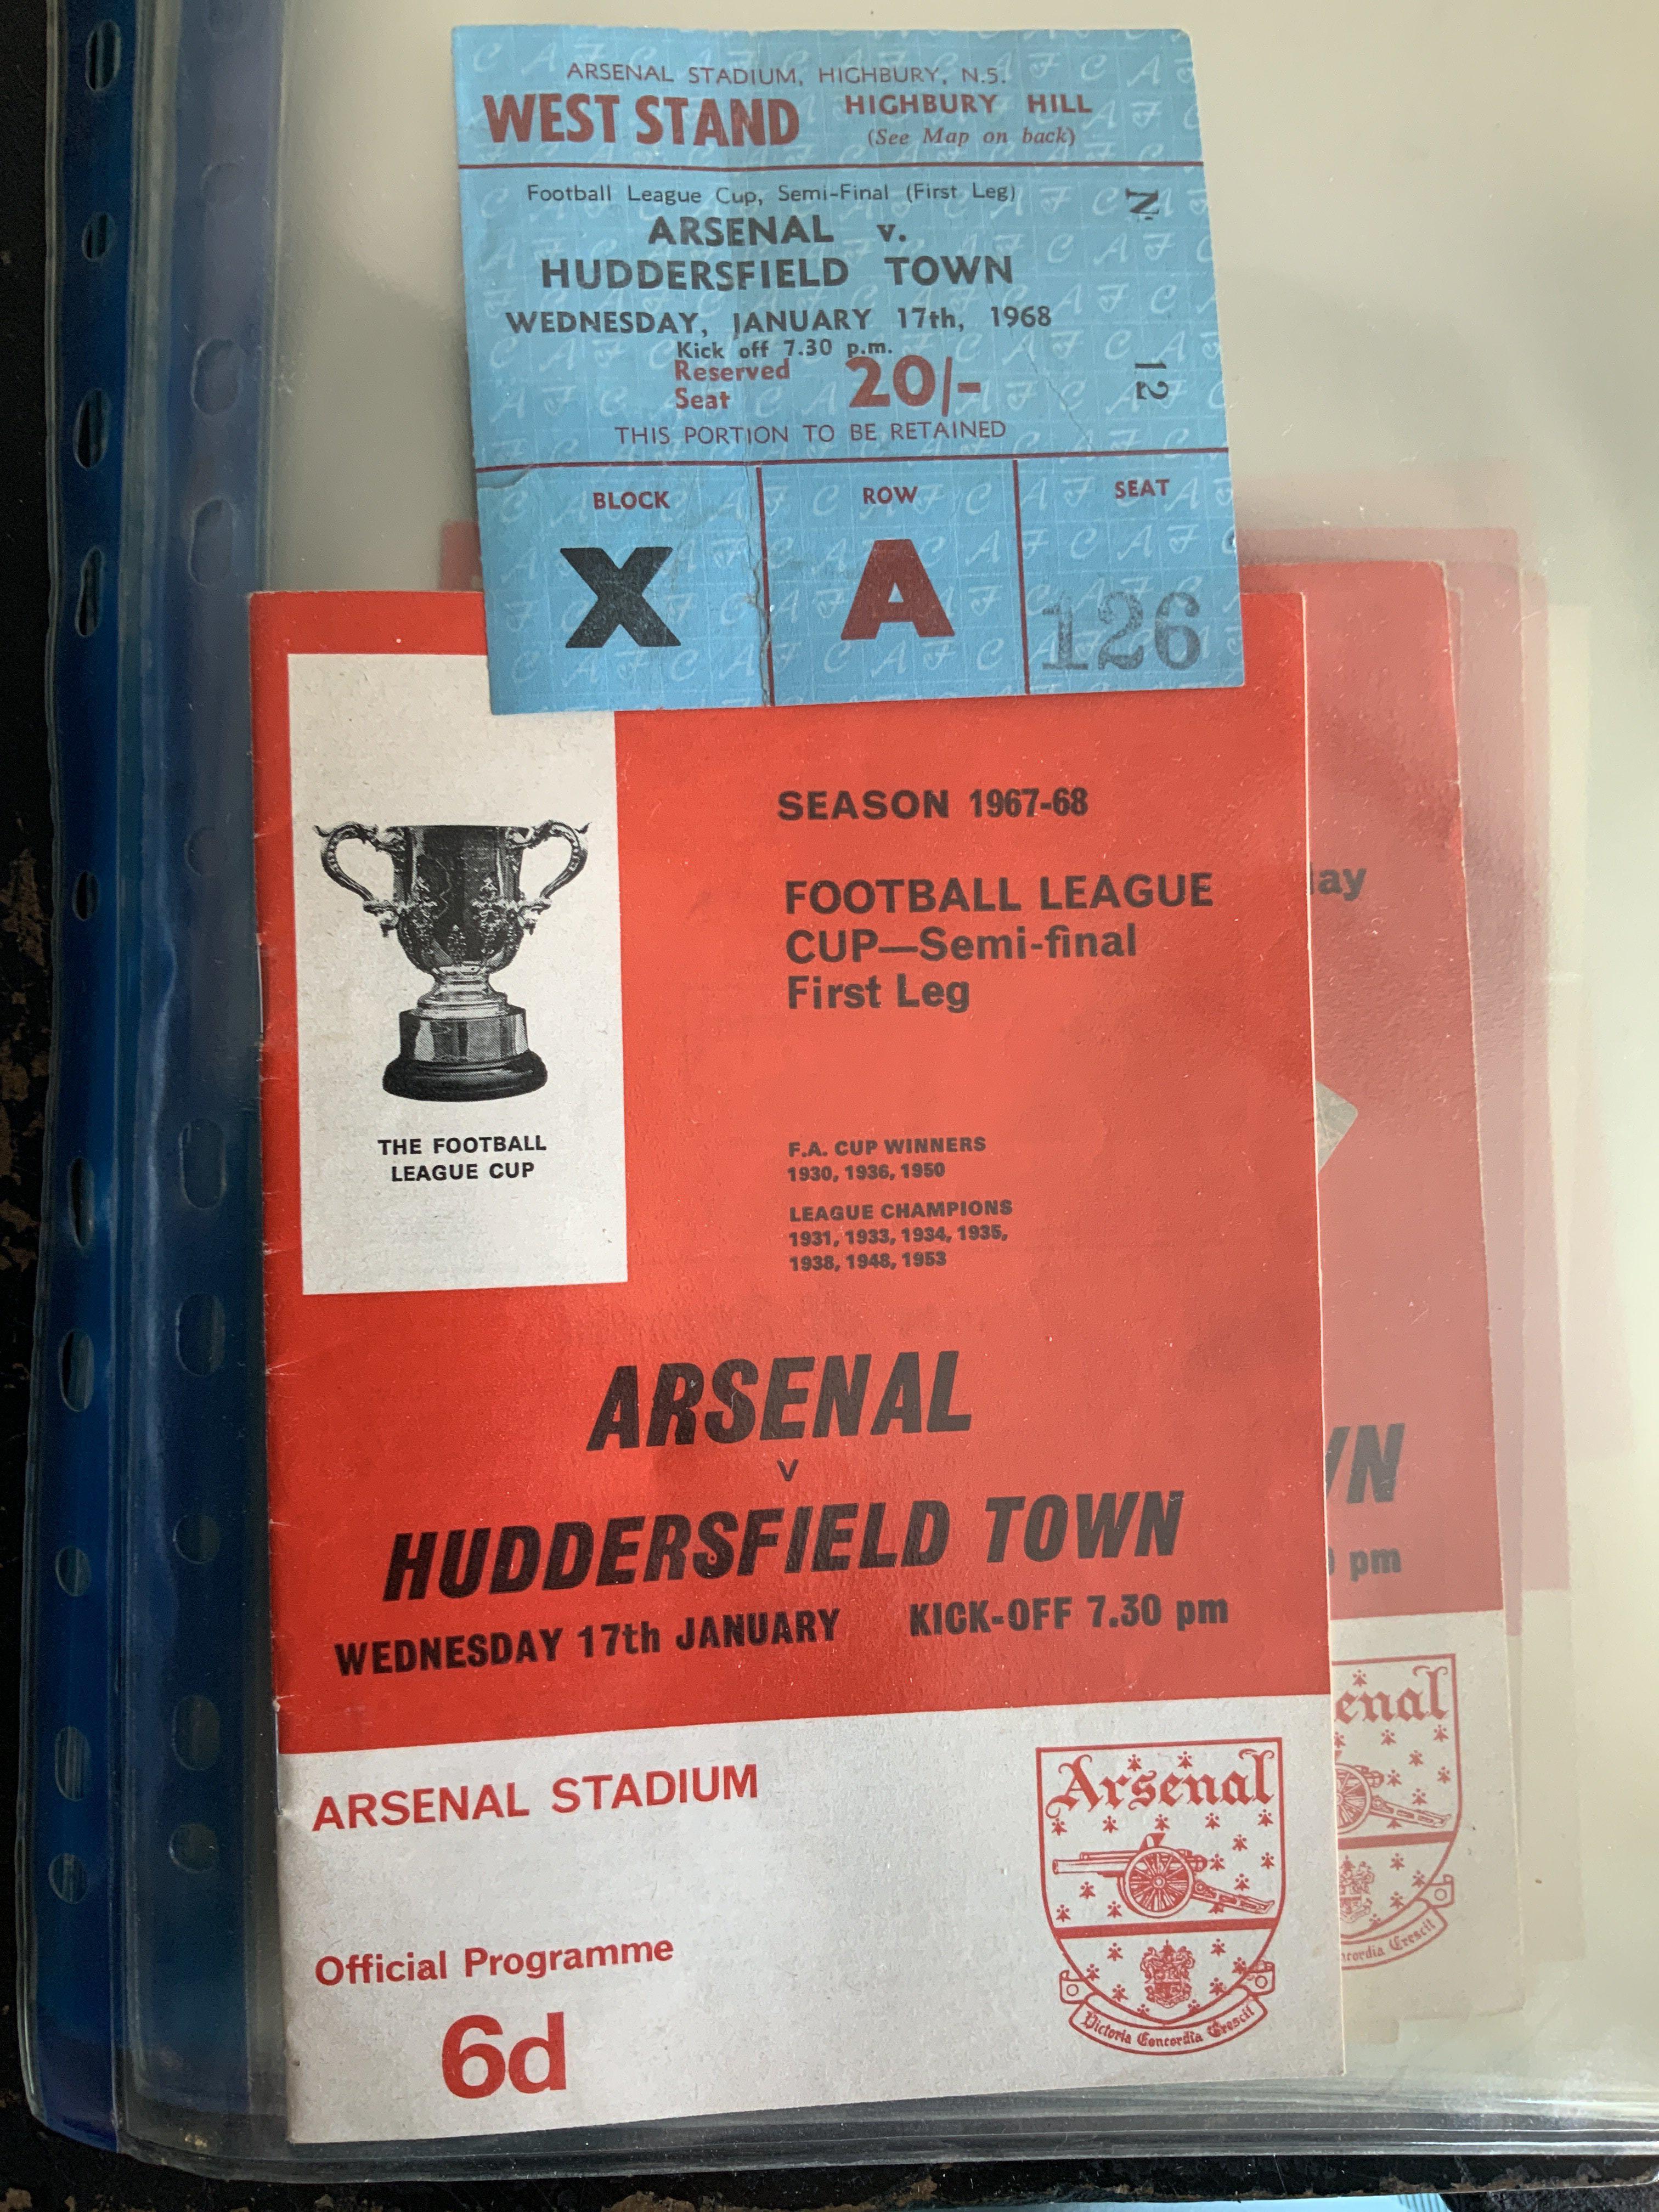 ARSENAL STADIUM, HIGHBURY, N.5.
WEST STAND
HIGHBURY HILL
(See Map on back)
Football League Cup, Semi-Final (First Leg)
ARSENAL v.
HUDDERSFIELD TOWN
WEDNESDAY, JANUARY 17th, 1968
Kick off 7.30 p.m.
Reserved
Seat
20/-
THIS PORTION TO BE RETAINED
N
12
BLOCK
ROW
SEAT
X
A
126
SEASON 1967-68
FOOTBALL LEAGUE
CUP—Semi-final
First Leg
THE FOOTBALL
LEAGUE CUP
F.A. CUP WINNERS
1930, 1936, 1950
LEAGUE CHAMPIONS
1931, 1933, 1934, 1935,
1938, 1948, 1953
ARSENAL
v
HUDDERSFIELD TOWN
WEDNESDAY 17th JANUARY
KICK-OFF 7.30 pm
ARSENAL STADIUM
Official Programme
6d
Arsenal
Victoria Concordia Crescit
pm
Crescit